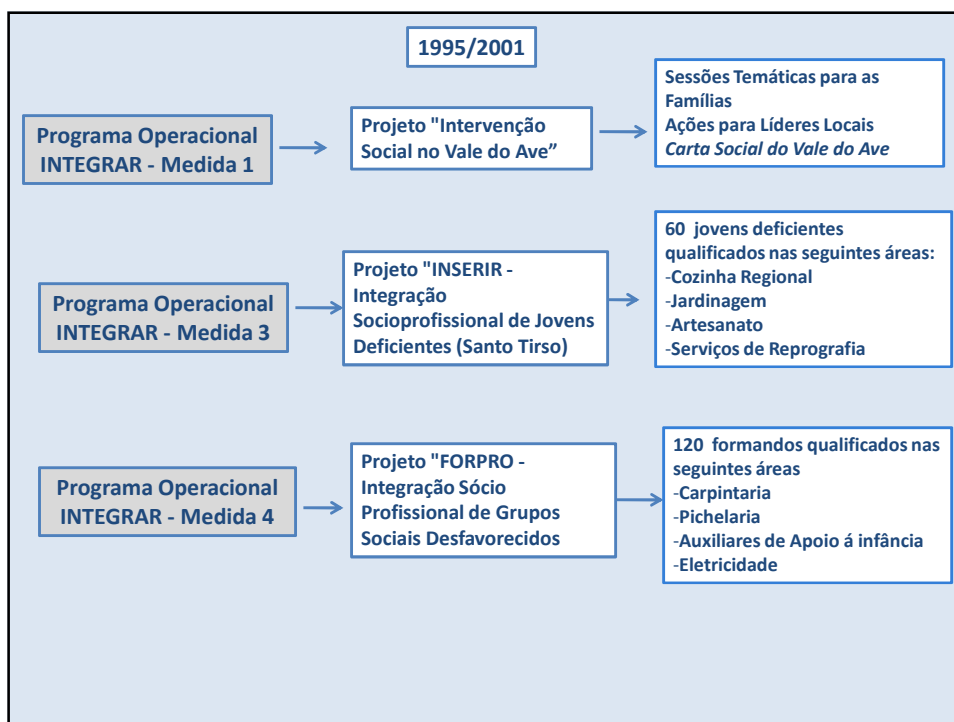 1995/2001
Programa Operacional
INTEGRAR - Medida 1
Projeto "Intervenção
Social no Vale do Ave”
Sessões Temáticas para as
Famílias
Ações para Líderes Locais
Carta Social do Vale do Ave
Programa Operacional
INTEGRAR - Medida 3
Projeto "INSERIR -
Integração
Socioprofissional de Jovens
Deficientes (Santo Tirso)
60 jovens deficientes
qualificados nas seguintes áreas:
-Cozinha Regional
-Jardinagem
-Artesanato
-Serviços de Reprografia
Programa Operacional
INTEGRAR - Medida 4
Projeto "FORPRO -
Integração Sócio
Profissional de Grupos
Sociais Desfavorecidos
120 formandos qualificados nas
seguintes áreas
-Carpintaria
-Pichelaria
-Auxiliares de Apoio á infância
-Eletricidade